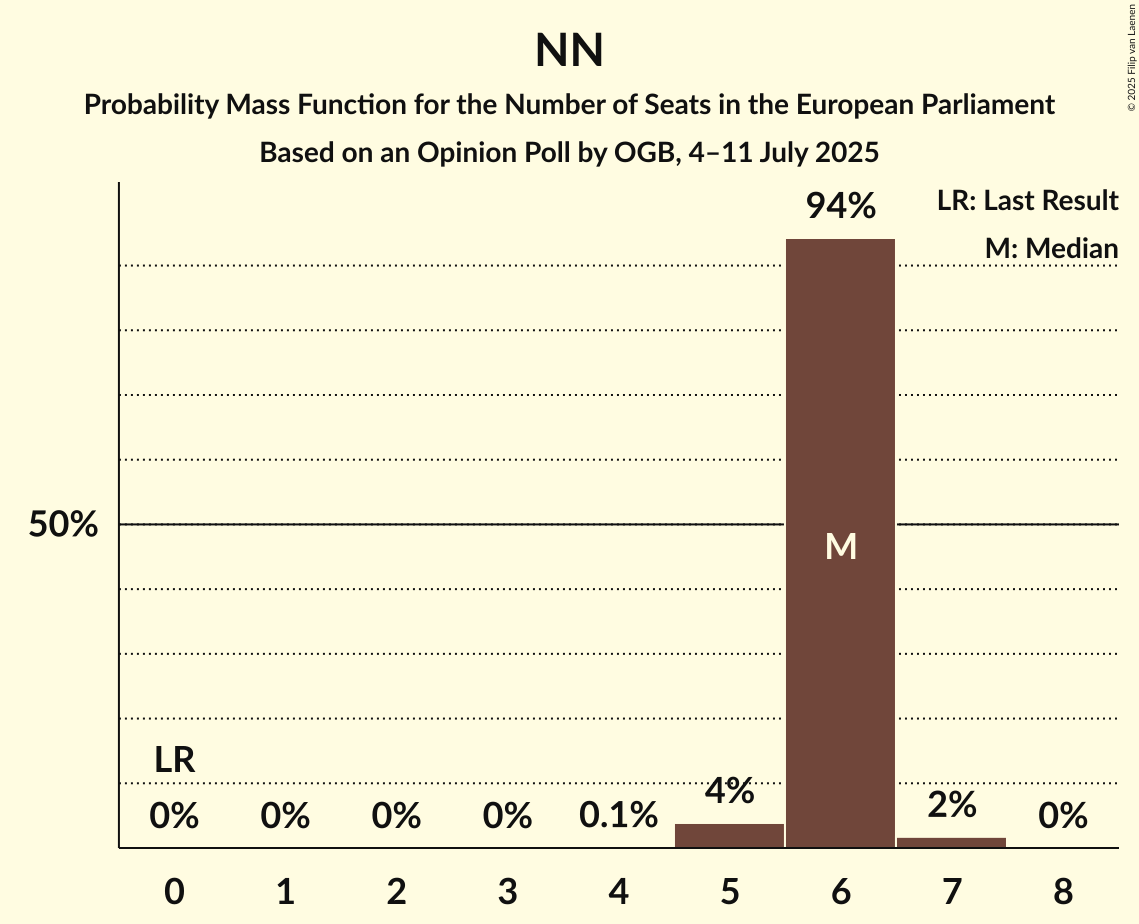 NN
Probability Mass Function for the Number of Seats in the European Parliament
Based on an Opinion Poll by OGB, 4–11 July 2025
© 2025 Filip van Laenen
LR: Last Result
M: Median
94%
50%
M
LR
0% 0% 0% 0% 0.1% 4% 2% 0%
0 1 2 3 4 5 6 7 8